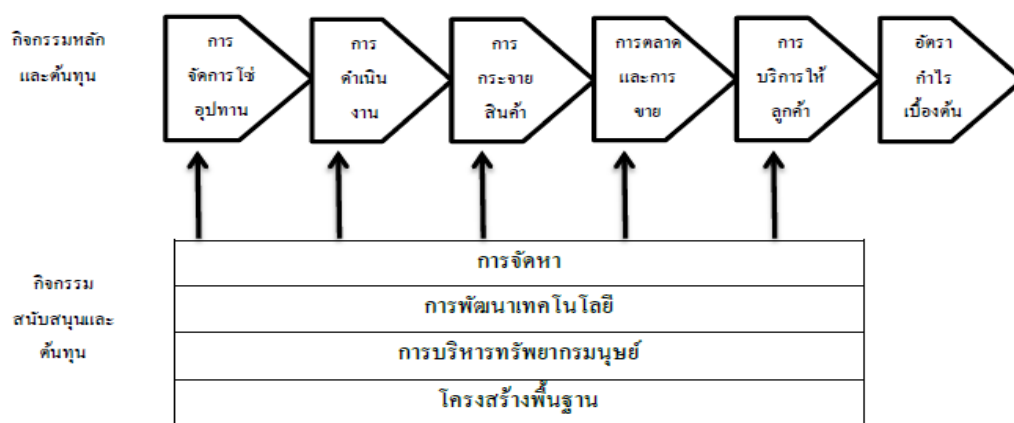 กิจกรรมหลัก
และต้นทุน
การ
จัดการโซ่
อุปทาน
การ
ดำเนิน
งาน
การ
กระจาย
สินค้า
การตลาด
และการ
ขาย
การ
บริการให้
ลูกค้า
อัตรา
กำไร
เบื้องต้น
กิจกรรม
สนับสนุนและ
ต้นทุน
การจัดหา
การพัฒนาเทคโนโลยี
การบริหารทรัพยากรมนุษย์
โครงสร้างพื้นฐาน